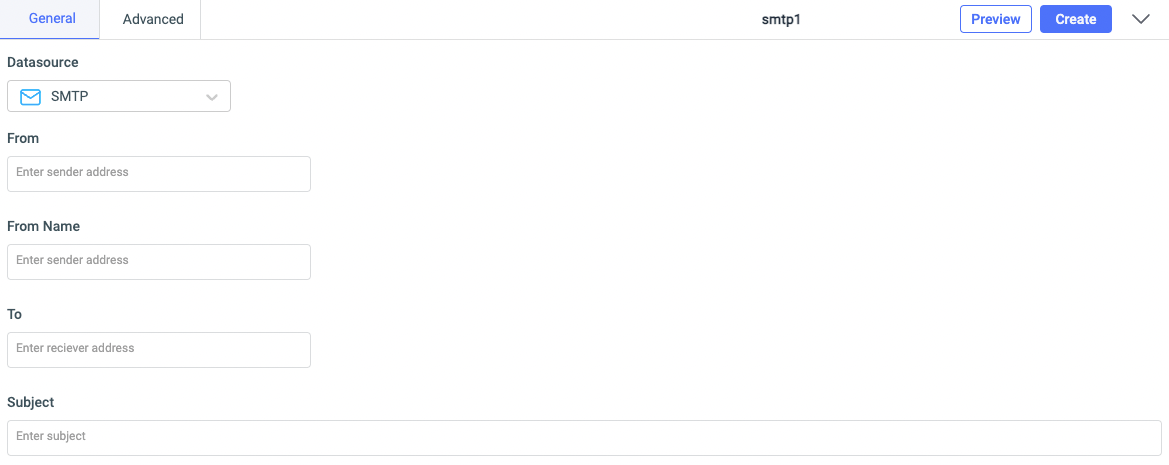 General Advanced smtp1 Preview Create
Datasource
SMTP
From
Enter sender address
From Name
Enter sender address
To
Enter reciever address
Subject
Enter subject